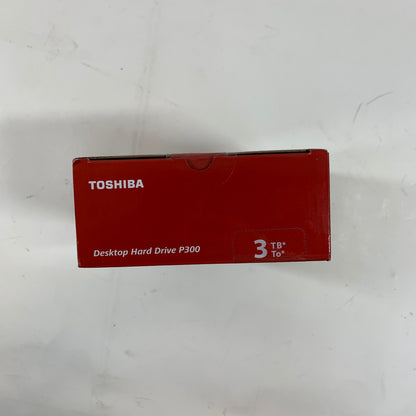 TOSHIBA
Desktop Hard Drive P300
3 TB*
To*